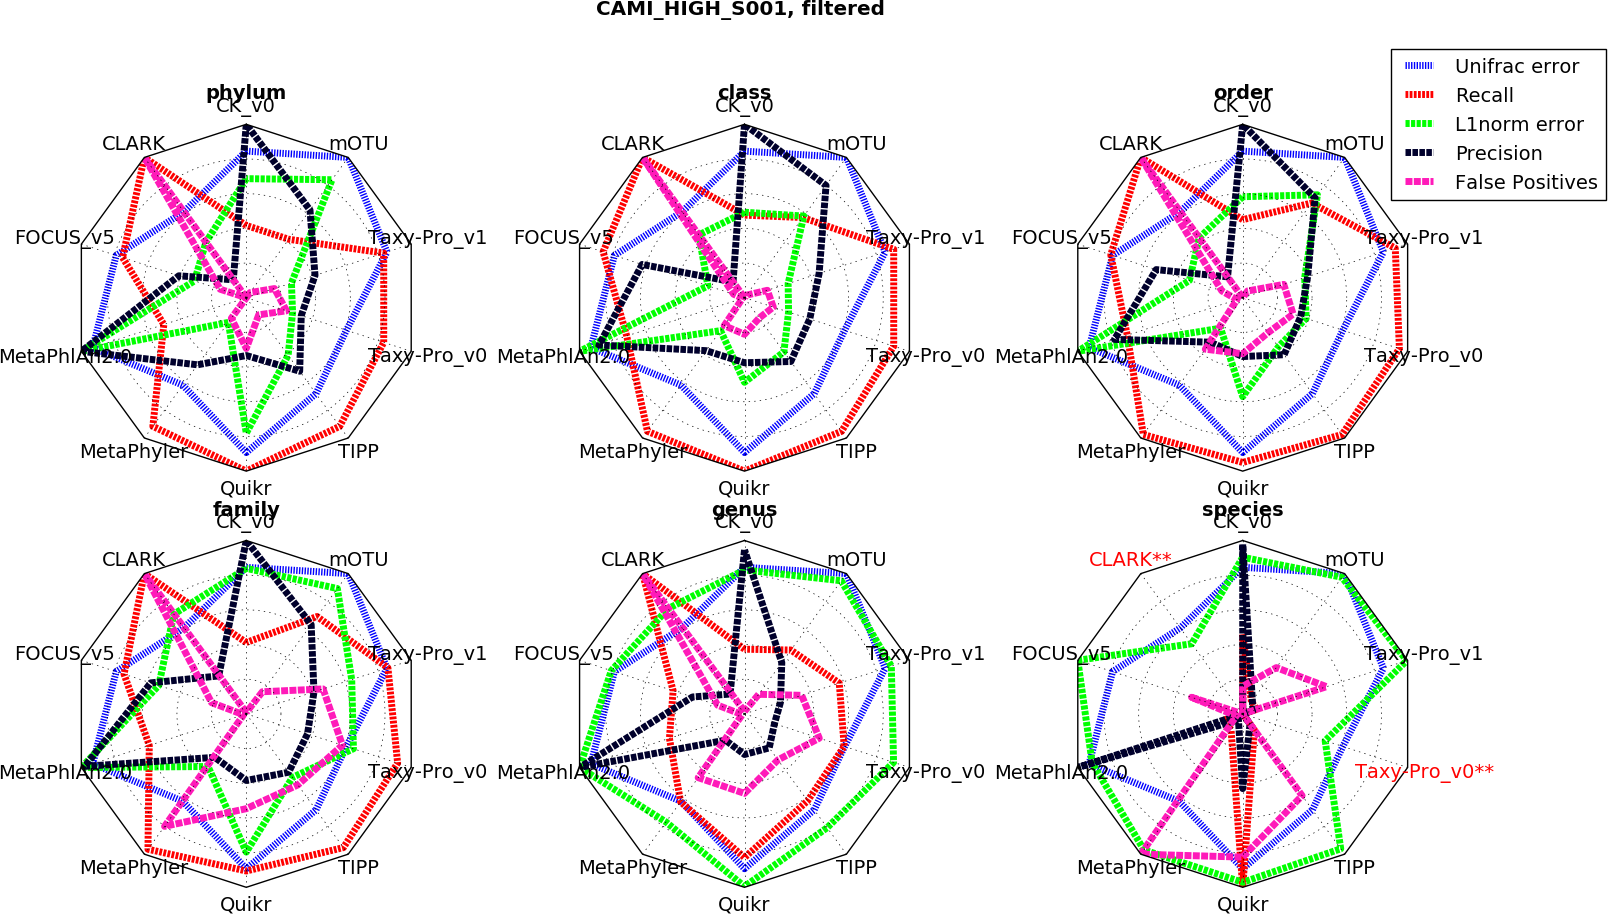 CAMI_HIGH_S001, filtered
Unifrac error
Recall
L1norm error
Precision
False Positives
phylum
CK_v0
mOTU
CLARK
Taxy-Pro_v1
FOCUS_v5
Taxy-Pro_v0
MetaPhlAn2.0
TIPP
MetaPhyler
Quikr
class
CK_v0
mOTU
CLARK
Taxy-Pro_v1
FOCUS_v5
Taxy-Pro_v0
MetaPhlAn2.0
TIPP
MetaPhyler
Quikr
order
CK_v0
mOTU
CLARK
Taxy-Pro_v1
FOCUS_v5
Taxy-Pro_v0
MetaPhlAn2.0
TIPP
MetaPhyler
Quikr
family
CK_v0
mOTU
CLARK
Taxy-Pro_v1
FOCUS_v5
Taxy-Pro_v0
MetaPhlAn2.0
TIPP
MetaPhyler
Quikr
genus
CK_v0
mOTU
CLARK
Taxy-Pro_v1
FOCUS_v5
Taxy-Pro_v0
MetaPhlAn2.0
TIPP
MetaPhyler
Quikr
species
CK_v0
mOTU
CLARK**
Taxy-Pro_v1
FOCUS_v5
Taxy-Pro_v0**
MetaPhlAn2.0
TIPP
MetaPhyler
Quikr